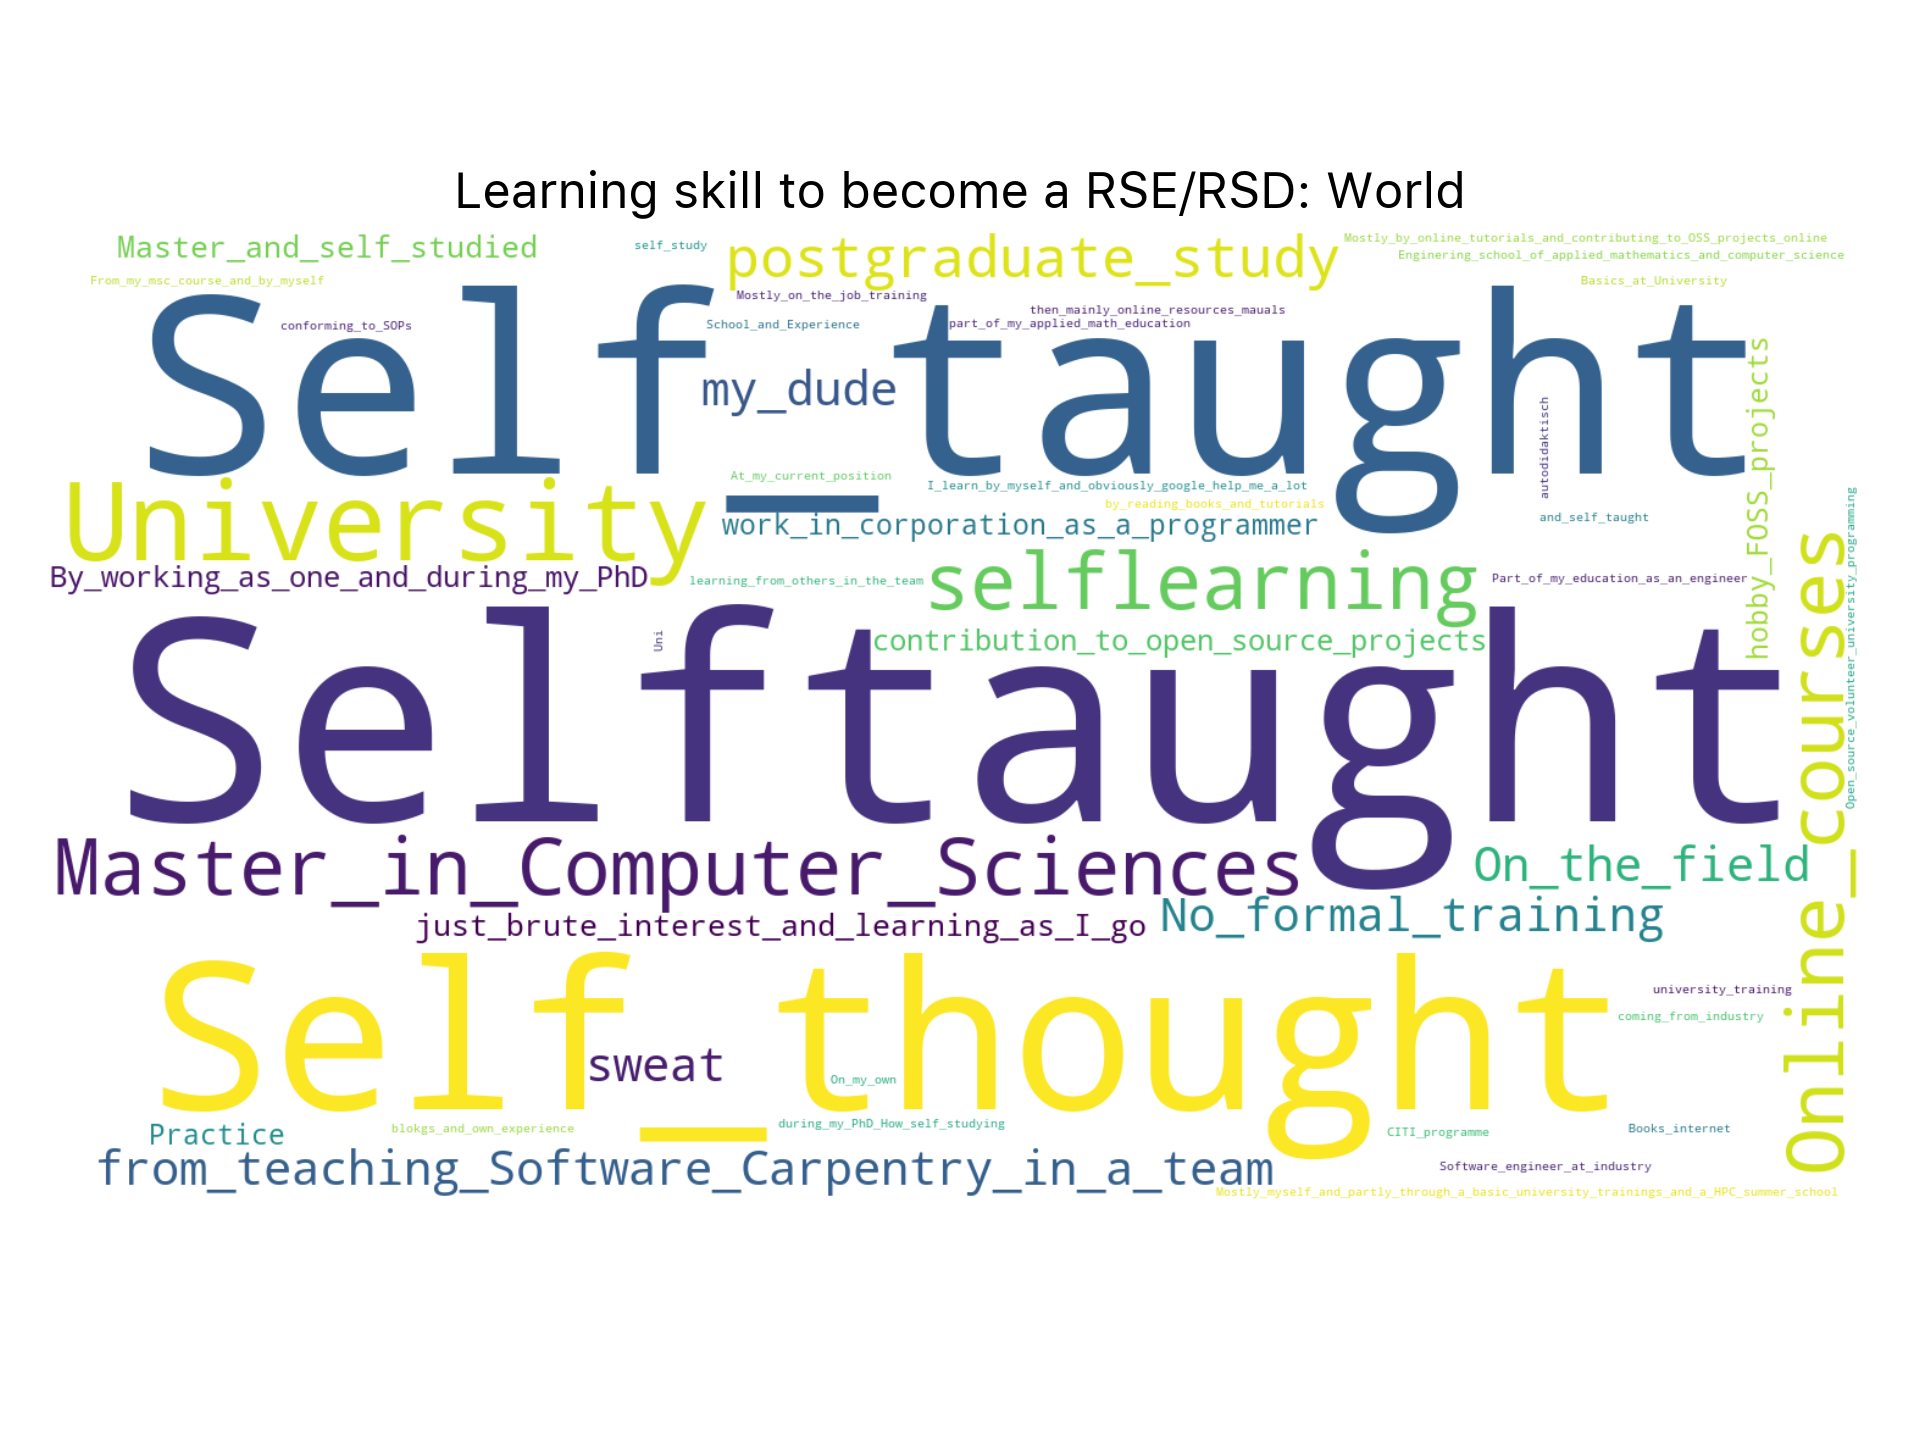 Learning skill to become a RSE/RSD: World
Master_and_self_studied
self_study
postgraduate_study
Mostly_by_online_tutorials_and_contributing_to_OSS_projects_online
Enginering_school_of_applied_mathematics_and_computer_science
From_my_msc_course_and_by_myself
Basics_at_University
Mostly_on_the_job_training
then_mainly_online_resources_mauals
conforming_to_SOPs
School_and_Experience
part_of_my_applied_math_education
Self_taught
my_dude
hobby_FOSS_projects
autodidaktisch
At_my_current_position
I_learn_by_myself_and_obviously_google_help_me_a_lot
by_reading_books_and_tutorials
University
work_in_corporation_as_a_programmer
and_self_taught
By_working_as_one_and_during_my_PhD
learning_from_others_in_the_team
selflearning
Part_of_my_education_as_an_engineer
Open_source_volunteer_university_programming
Online_courses
Uni
contribution_to_open_source_projects
Selftaught
Master_in_Computer_Sciences
On_the_field
just_brute_interest_and_learning_as_I_go
No_formal_training
Self_thought
university_training
coming_from_industry
sweat
On_my_own
Practice
blokgs_and_own_experience
during_my_PhD_How_self_studying
CITI_programme
Books_internet
from_teaching_Software_Carpentry_in_a_team
Software_engineer_at_industry
Mostly_myself_and_partly_through_a_basic_university_trainings_and_a_HPC_summer_school